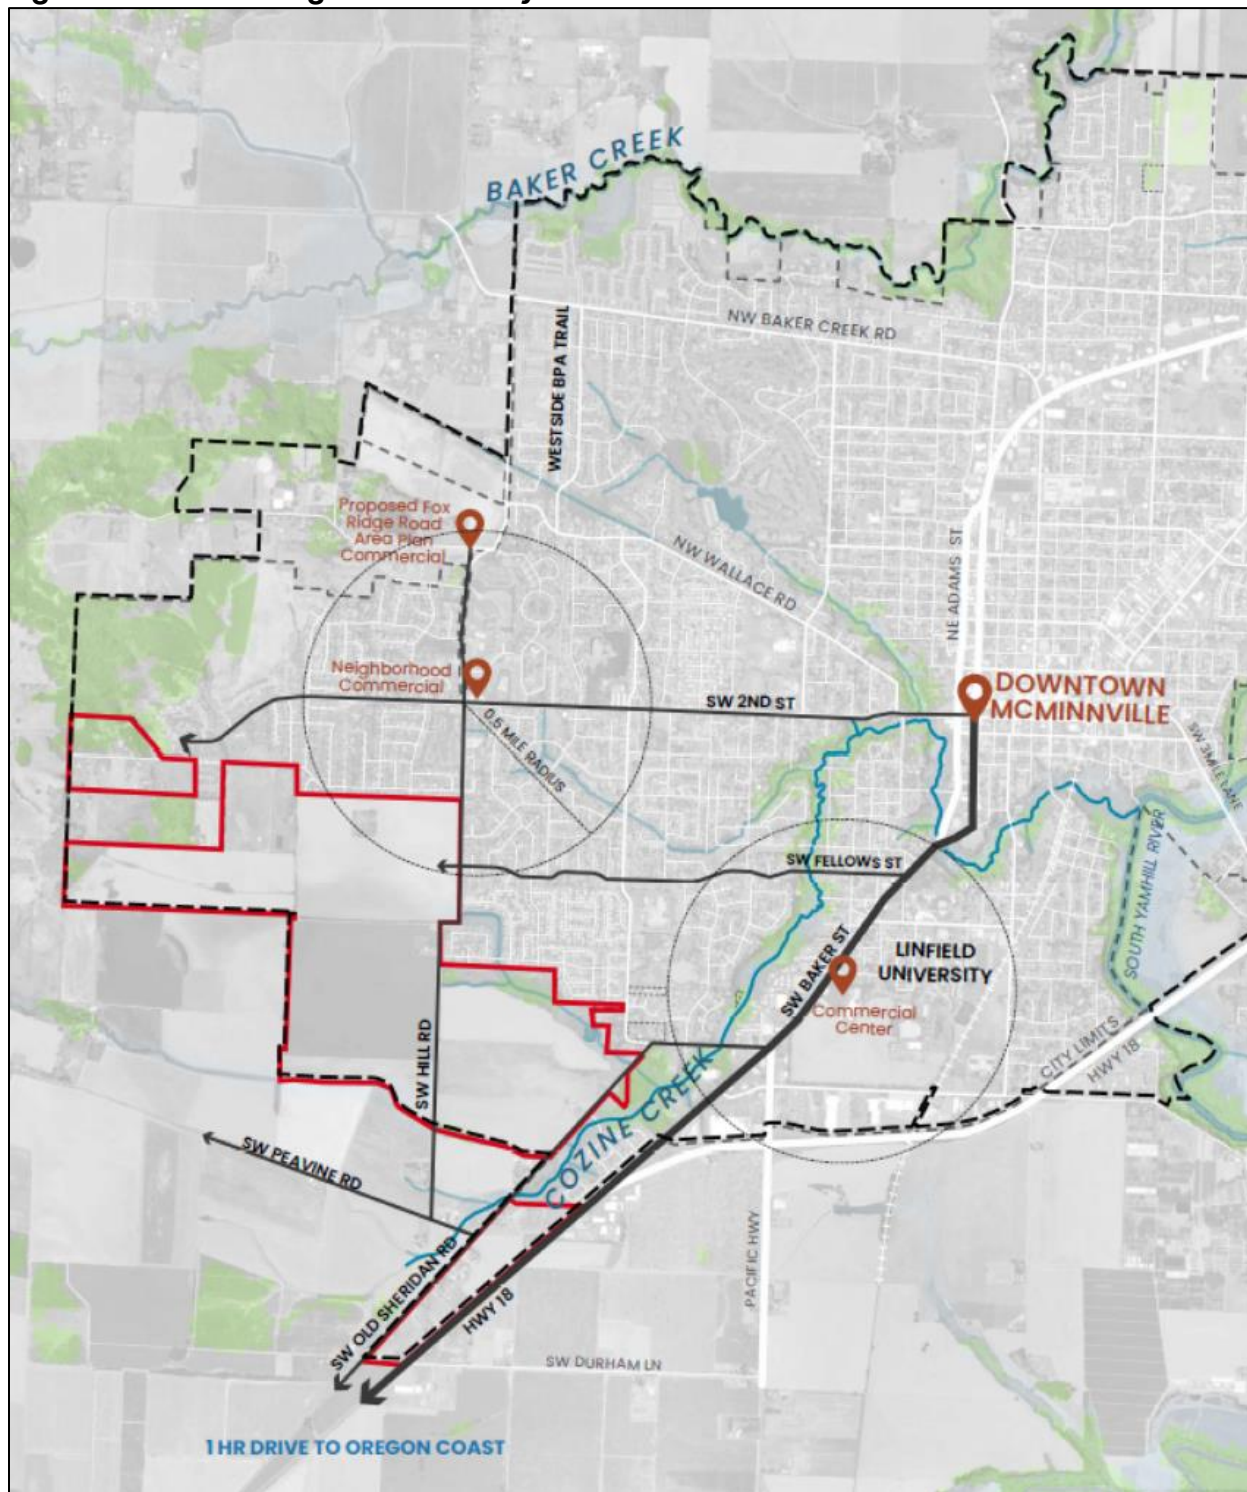 BAKER CREEK
NW BAKER CREEK RD
WESTSIDE BPA TRAIL
Proposed Fox
Ridge Road
Area Plan
Commercial
NW WALLACE RD
NE ADAMS ST
Neighborhood
Commercial
SW 2ND ST
DOWNTOWN
MCMINNVILLE
SW 3MILE LANE
0.5 MILE RADIUS
SW FELLOWS ST
SOUTH YAMHILL RIVER
LINFIELD
UNIVERSITY
SW BAKER ST
Commercial
Center
CITY LIMITS
HWY 18
SW HILL RD
COZINE CREEK
SW PEAVINE RD
PACIFIC HWY
SW OLD SHERIDAN RD
HWY 18
SW DURHAM LN
1 HR DRIVE TO OREGON COAST